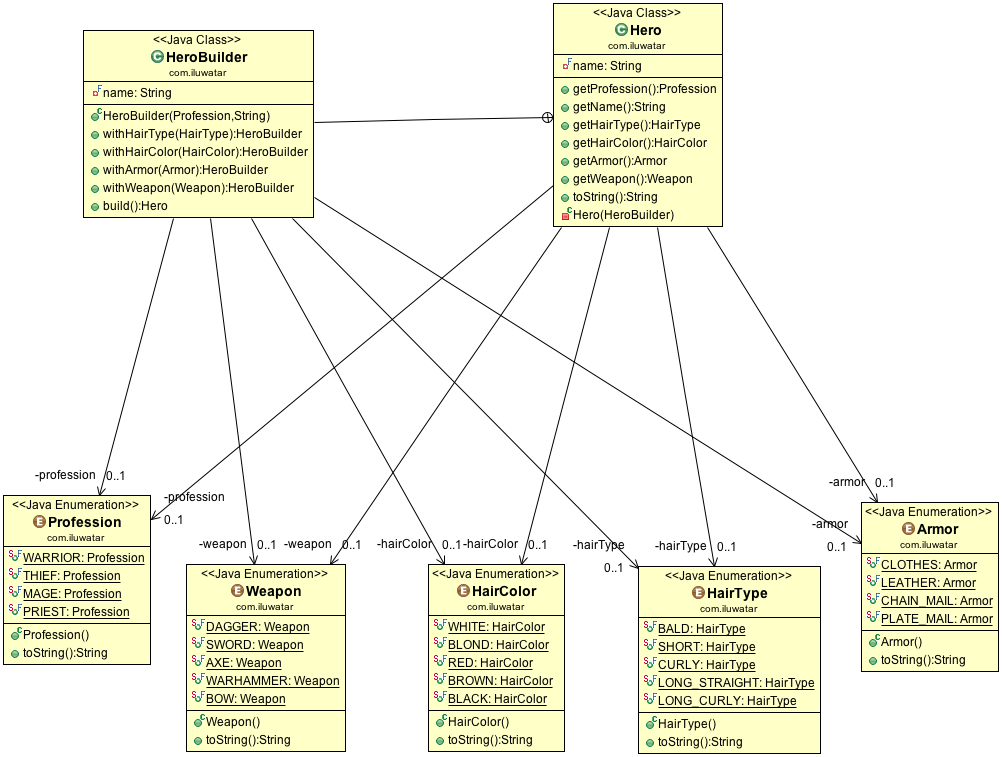 <<Java Class>>
HeroBuilder
com.iluwatar
name: String
HeroBuilder(Profession,String)
withHairType(HairType):HeroBuilder
withHairColor(HairColor):HeroBuilder
withArmor(Armor):HeroBuilder
withWeapon(Weapon):HeroBuilder
build():Hero
<<Java Class>>
Hero
com.iluwatar
name: String
getProfession():Profession
getName():String
getHairType():HairType
getHairColor():HairColor
getArmor():Armor
getWeapon():Weapon
toString():String
Hero(HeroBuilder)
-profession 0..1
-profession
0..1
-weapon 0..1
-weapon 0..1
-hairColor 0..1
-hairColor 0..1
-hairType
0..1
-hairType 0..1
-armor 0..1
-armor
0..1
<<Java Enumeration>>
Profession
com.iluwatar
WARRIOR: Profession
THIEF: Profession
MAGE: Profession
PRIEST: Profession
Profession()
toString():String
<<Java Enumeration>>
Weapon
com.iluwatar
DAGGER: Weapon
SWORD: Weapon
AXE: Weapon
WARHAMMER: Weapon
BOW: Weapon
Weapon()
toString():String
<<Java Enumeration>>
HairColor
com.iluwatar
WHITE: HairColor
BLOND: HairColor
RED: HairColor
BROWN: HairColor
BLACK: HairColor
HairColor()
toString():String
<<Java Enumeration>>
HairType
com.iluwatar
BALD: HairType
SHORT: HairType
CURLY: HairType
LONG_STRAIGHT: HairType
LONG_CURLY: HairType
HairType()
toString():String
<<Java Enumeration>>
Armor
com.iluwatar
CLOTHES: Armor
LEATHER: Armor
CHAIN_MAIL: Armor
PLATE_MAIL: Armor
Armor()
toString():String